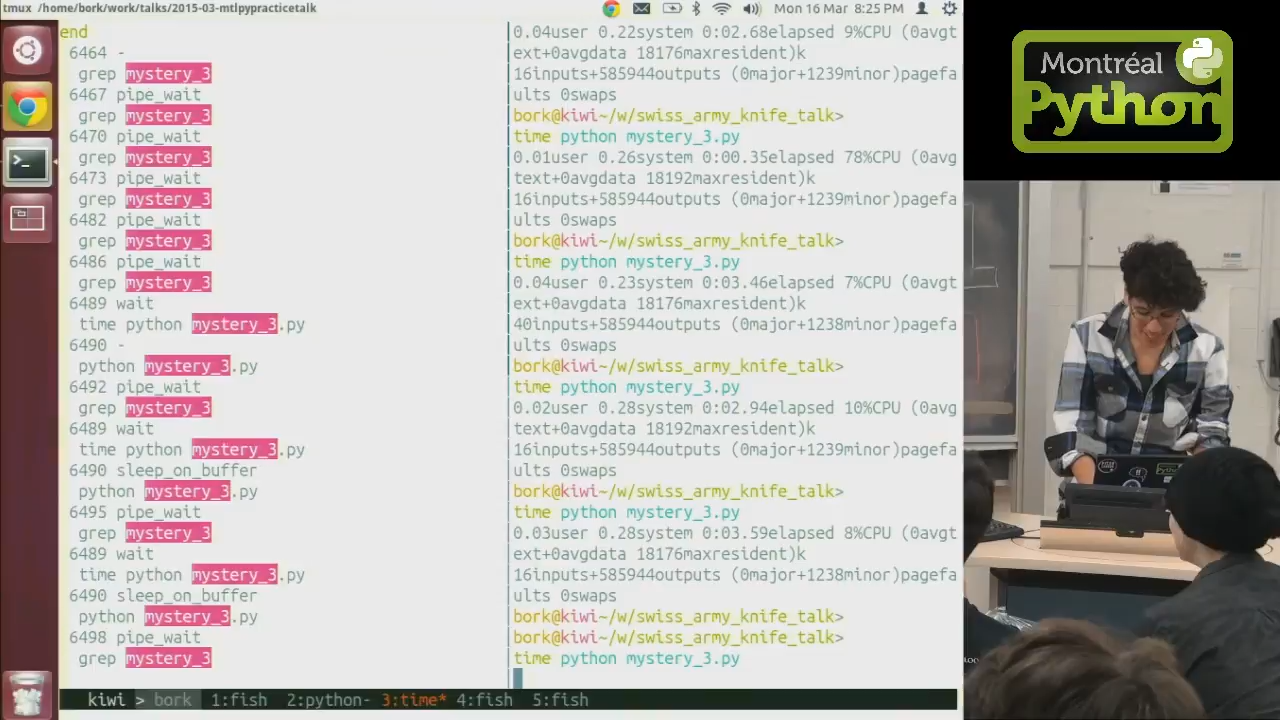 tmux /home/bork/work/talks/2015-03-mtlpypracticetalk
Mon 16 Mar 8:25 PM
end
6464 -
grep mystery_3
6467 pipe_wait
grep mystery_3
6470 pipe_wait
grep mystery_3
6473 pipe_wait
grep mystery_3
6482 pipe_wait
grep mystery_3
6486 pipe_wait
grep mystery_3
6489 wait
time python mystery_3.py
6490 -
python mystery_3.py
6492 pipe_wait
grep mystery_3
6489 wait
time python mystery_3.py
6490 sleep_on_buffer
python mystery_3.py
6495 pipe_wait
grep mystery_3
6489 wait
time python mystery_3.py
6490 sleep_on_buffer
python mystery_3.py
6498 pipe_wait
grep mystery_3
0.04user 0.22system 0:02.68elapsed 9%CPU (0avgt
ext+0avgdata 18176maxresident)k
16inputs+585944outputs (0major+1239minor)pagefa
ults 0swaps
bork@kiwi~/w/swiss_army_knife_talk>
time python mystery_3.py
0.01user 0.26system 0:00.35elapsed 78%CPU (0avg
text+0avgdata 18192maxresident)k
16inputs+585944outputs (0major+1239minor)pagefa
ults 0swaps
bork@kiwi~/w/swiss_army_knife_talk>
time python mystery_3.py
0.04user 0.23system 0:03.46elapsed 7%CPU (0avgt
ext+0avgdata 18176maxresident)k
40inputs+585944outputs (0major+1238minor)pagefa
ults 0swaps
bork@kiwi~/w/swiss_army_knife_talk>
time python mystery_3.py
0.02user 0.28system 0:02.94elapsed 10%CPU (0avg
text+0avgdata 18192maxresident)k
16inputs+585944outputs (0major+1239minor)pagefa
ults 0swaps
bork@kiwi~/w/swiss_army_knife_talk>
time python mystery_3.py
0.03user 0.28system 0:03.59elapsed 8%CPU (0avgt
ext+0avgdata 18176maxresident)k
16inputs+585944outputs (0major+1238minor)pagefa
ults 0swaps
bork@kiwi~/w/swiss_army_knife_talk>
bork@kiwi~/w/swiss_army_knife_talk>
time python mystery_3.py
kiwi > bork 1:fish 2:python- 3:time* 4:fish 5:fish
Montréal
Python